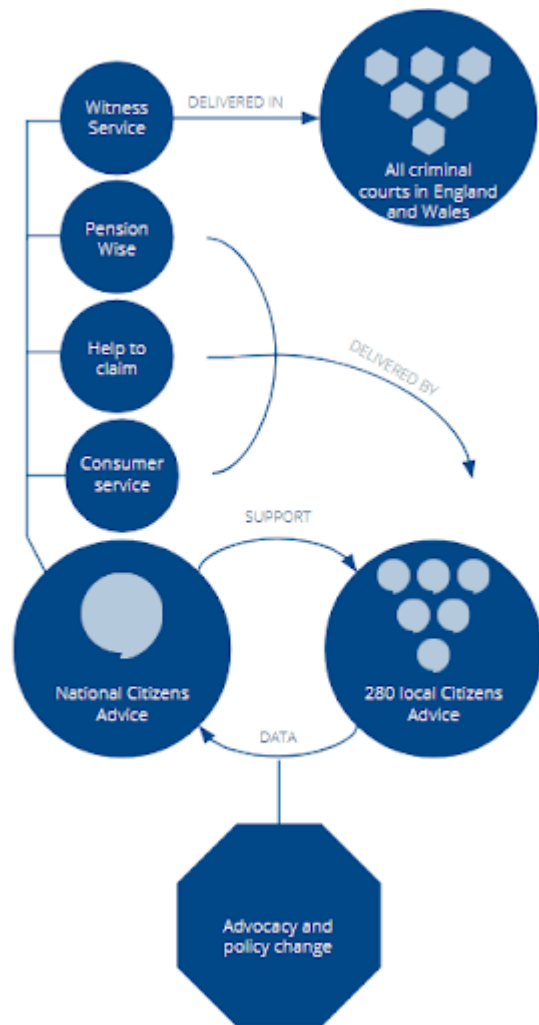 Witness
Service
DELIVERED IN
All criminal
courts in England
and Wales
Pension
Wise
Help to
claim
DELIVERED BY
Consumer
service
SUPPORT
National Citizens
Advice
280 local Citizens
Advice
DATA
Advocacy and
policy change